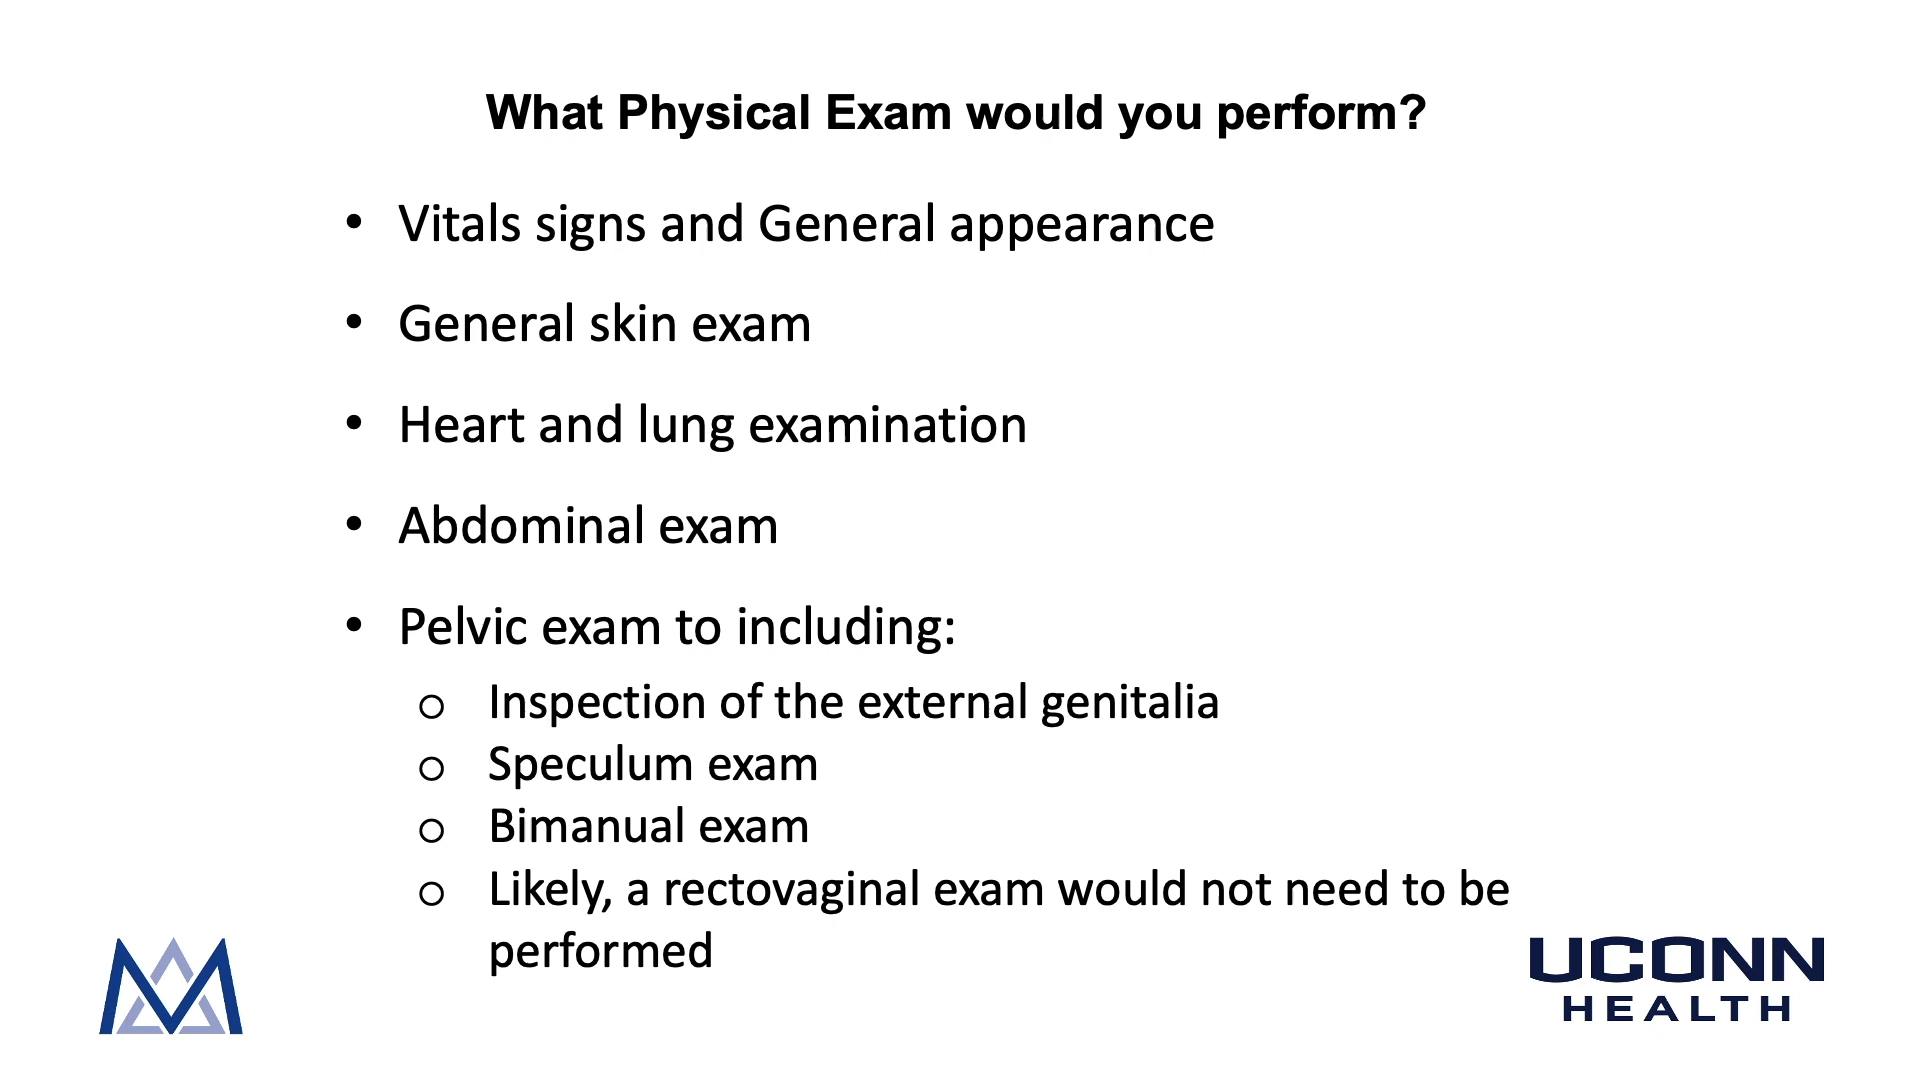 What Physical Exam would you perform?
• Vitals signs and General appearance
• General skin exam
• Heart and lung examination
• Abdominal exam
• Pelvic exam to including:
o Inspection of the external genitalia
o Speculum exam
o Bimanual exam
o Likely, a rectovaginal exam would not need to be
performed
UCONN
HEALTH